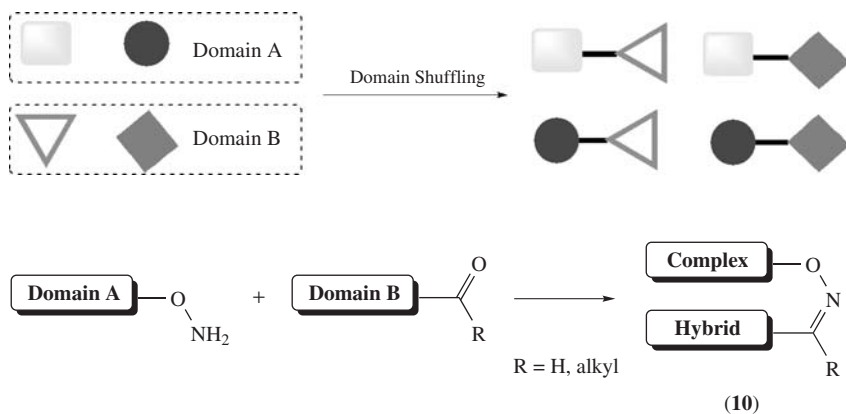 Domain A
Domain Shuffling
Domain B
Domain A
O
NH₂
+
Domain B
O
R
R = H, alkyl
Complex
O
N
Hybrid
R
(10)